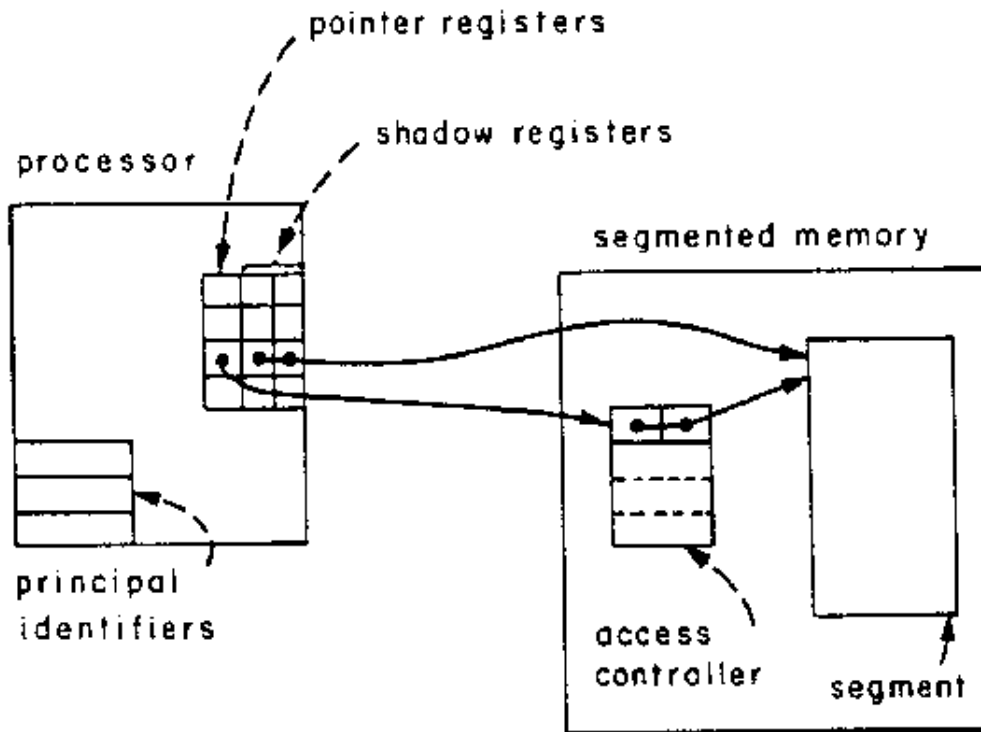 pointer registers
shadow registers
processor
segmented memory
principal
identifiers
access
controller
segment